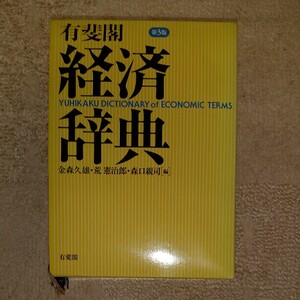 有斐閣
第3版
経済
YUHIKAKU DICTIONARY of ECONOMIC TERMS
辞典
金森久雄・荒 憲治郎・森口親司[編]
有斐閣